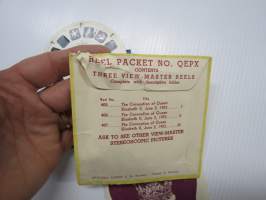 REEL PACKET NO. QEPX
CONTENTS
THREE VIEW-MASTER REELS
Complete with descriptive folder
Reel No. Title
The Coronation of Queen
Elizabeth II, June 2, 1953
The Coronation of Queen
Elizabeth II, June 2, 1953
The Coronation of Queen
Elizabeth II, June 2, 1953
ASK TO SEE OTHER VIEW-MASTER
STEREOSCOPIC PICTURES